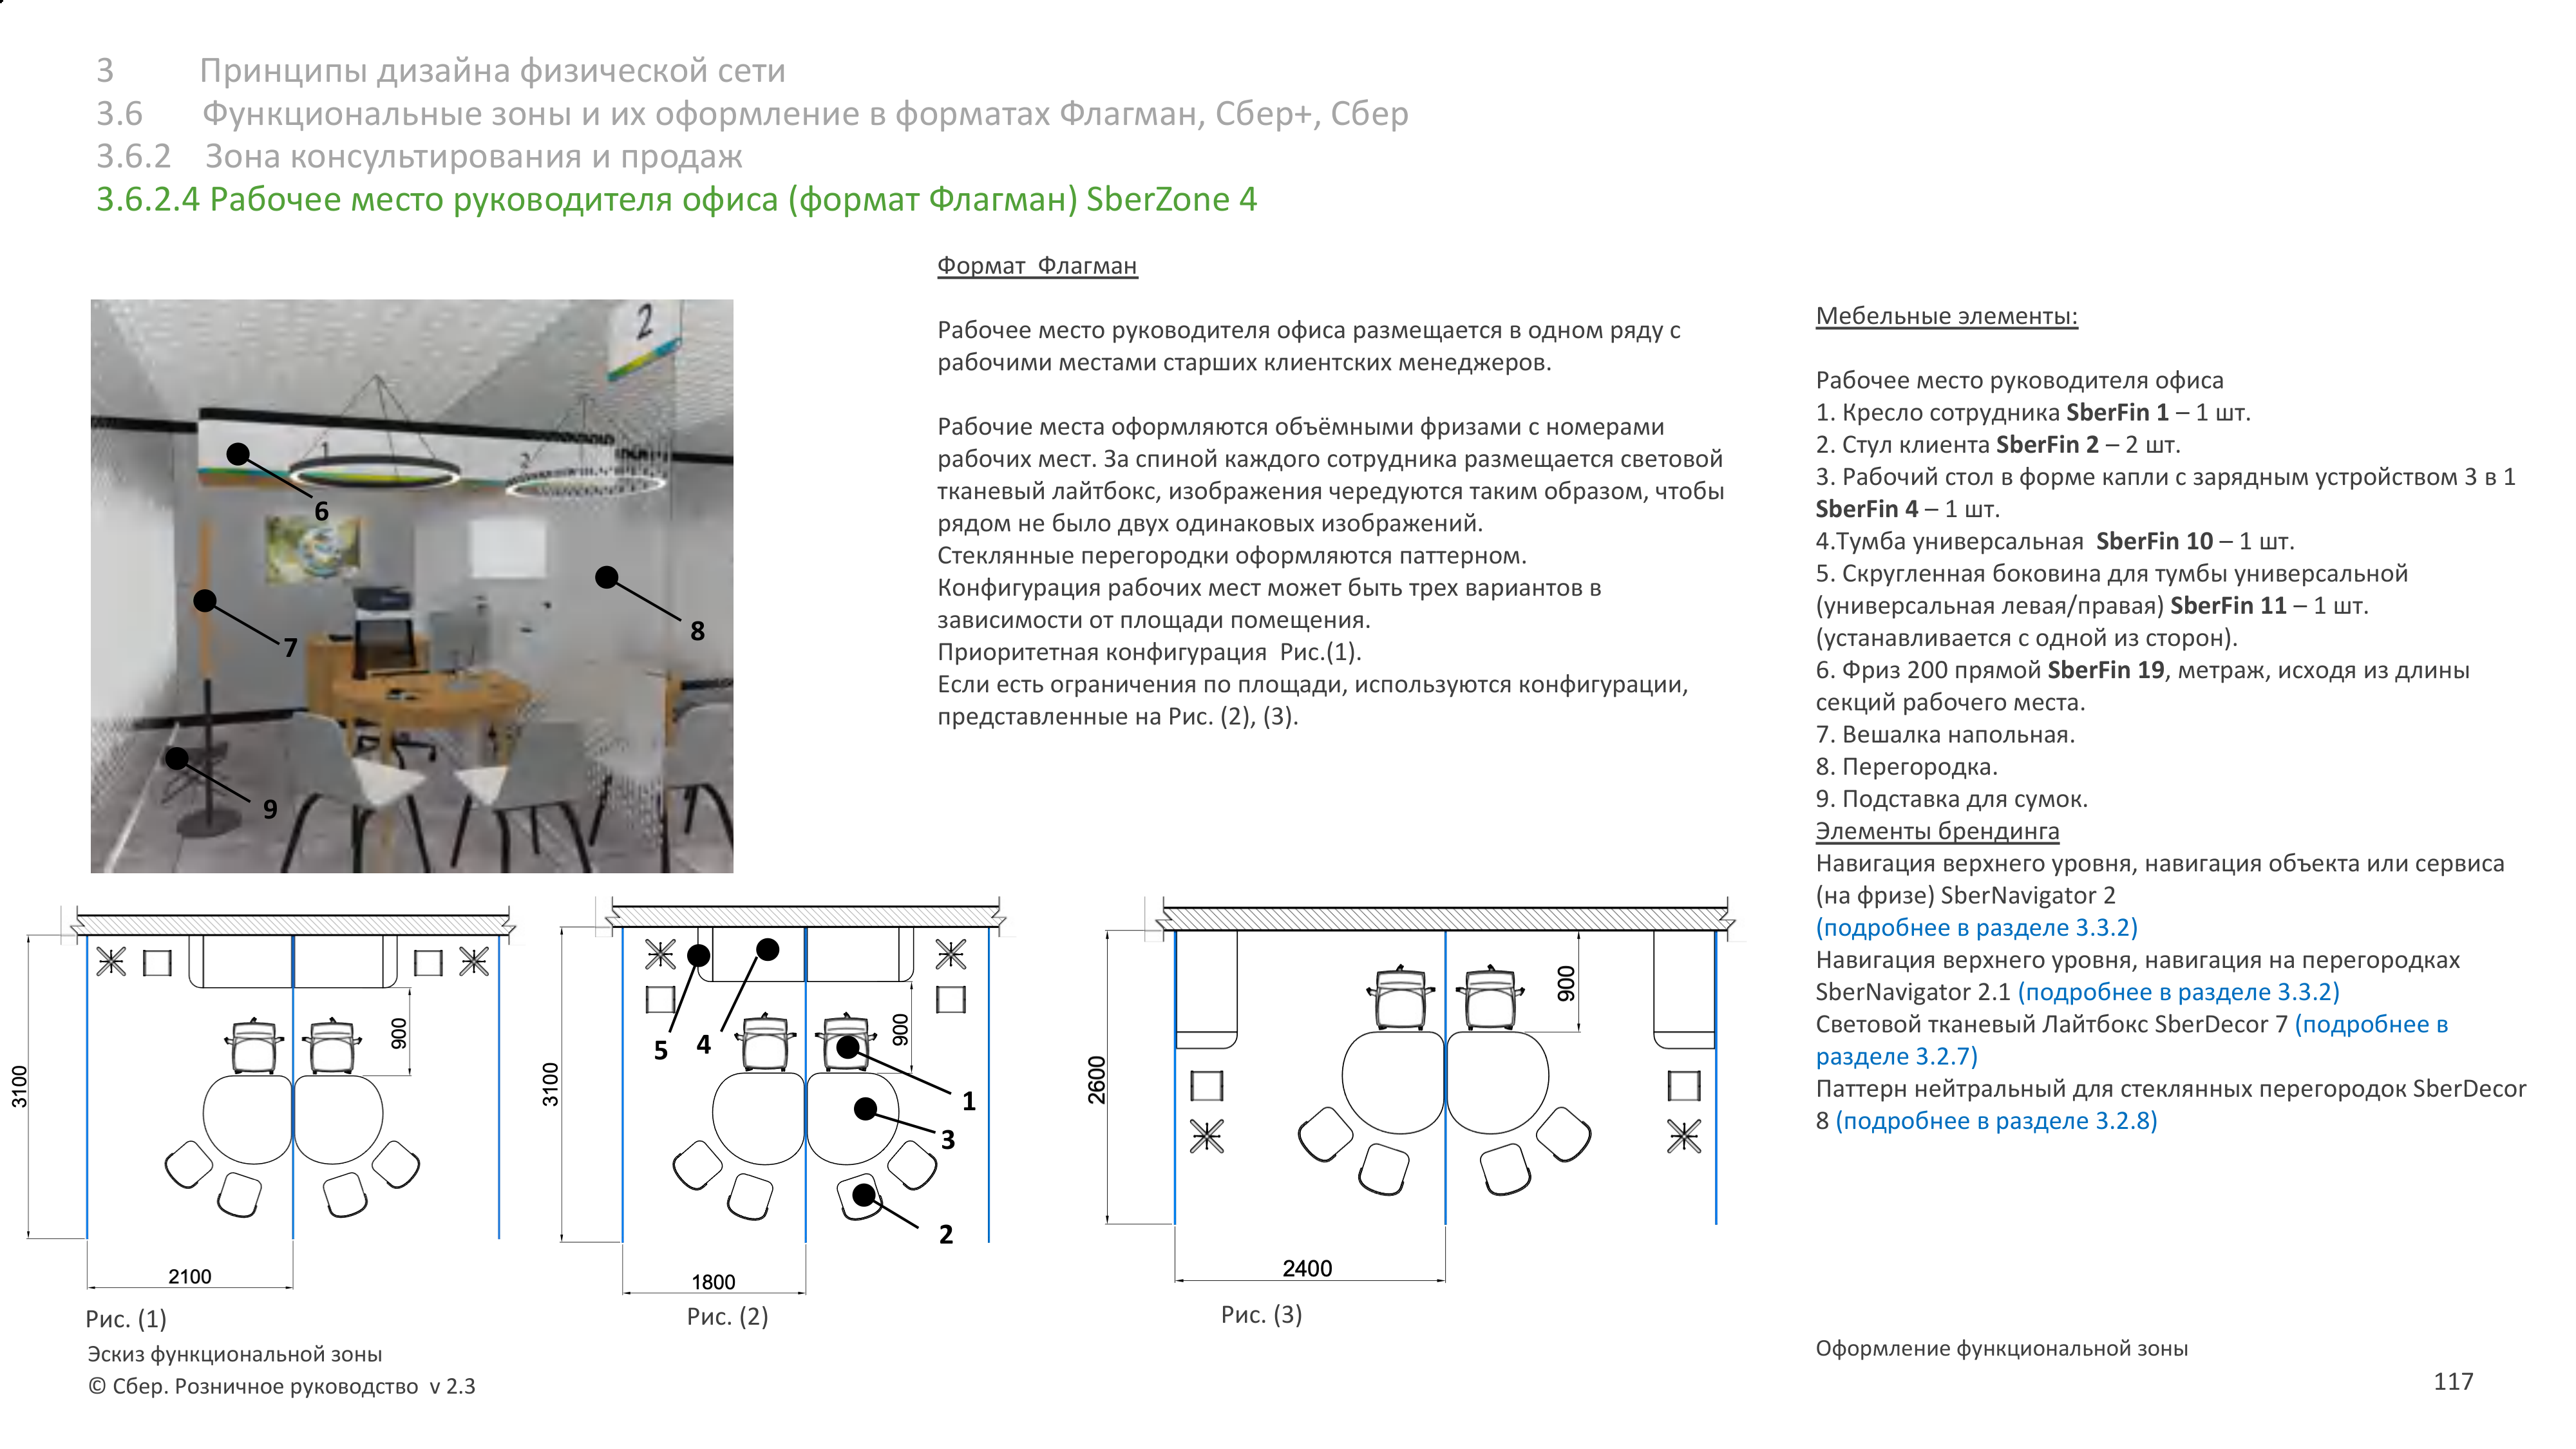 3 Принципы дизайна физической сети
3.6 Функциональные зоны и их оформление в форматах Флагман, Сбер+, Сбер
3.6.2 Зона консультирования и продаж
3.6.2.4 Рабочее место руководителя офиса (формат Флагман) SberZone 4
Формат Флагман
Рабочее место руководителя офиса размещается в одном ряду с
рабочими местами старших клиентских менеджеров.
Рабочие места оформляются объёмными фризами с номерами
рабочих мест. За спиной каждого сотрудника размещается световой
тканевый лайтбокс, изображения чередуются таким образом, чтобы
рядом не было двух одинаковых изображений.
Стеклянные перегородки оформляются паттерном.
Конфигурация рабочих мест может быть трех вариантов в
зависимости от площади помещения.
Приоритетная конфигурация Рис.(1).
Если есть ограничения по площади, используются конфигурации,
представленные на Рис. (2), (3).
Мебельные элементы:
Рабочее место руководителя офиса
1. Кресло сотрудника SberFin 1 – 1 шт.
2. Стул клиента SberFin 2 – 2 шт.
3. Рабочий стол в форме капли с зарядным устройством 3 в 1
SberFin 4 – 1 шт.
4.Тумба универсальная SberFin 10 – 1 шт.
5. Скругленная боковина для тумбы универсальной
(универсальная левая/правая) SberFin 11 – 1 шт.
(устанавливается с одной из сторон).
6. Фриз 200 прямой SberFin 19, метраж, исходя из длины
секций рабочего места.
7. Вешалка напольная.
8. Перегородка.
9. Подставка для сумок.
Элементы брендинга
Навигация верхнего уровня, навигация объекта или сервиса
(на фризе) SberNavigator 2
(подробнее в разделе 3.3.2)
Навигация верхнего уровня, навигация на перегородках
SberNavigator 2.1 (подробнее в разделе 3.3.2)
Световой тканевый Лайтбокс SberDecor 7 (подробнее в
разделе 3.2.7)
Паттерн нейтральный для стеклянных перегородок SberDecor
8 (подробнее в разделе 3.2.8)
2
1
2
6
7
8
9
3100
900
2100
Рис. (1)
3100
900
5
4
1
3
2
1800
Рис. (2)
2600
900
2400
Рис. (3)
Эскиз функциональной зоны
© Сбер. Розничное руководство v 2.3
Оформление функциональной зоны
117